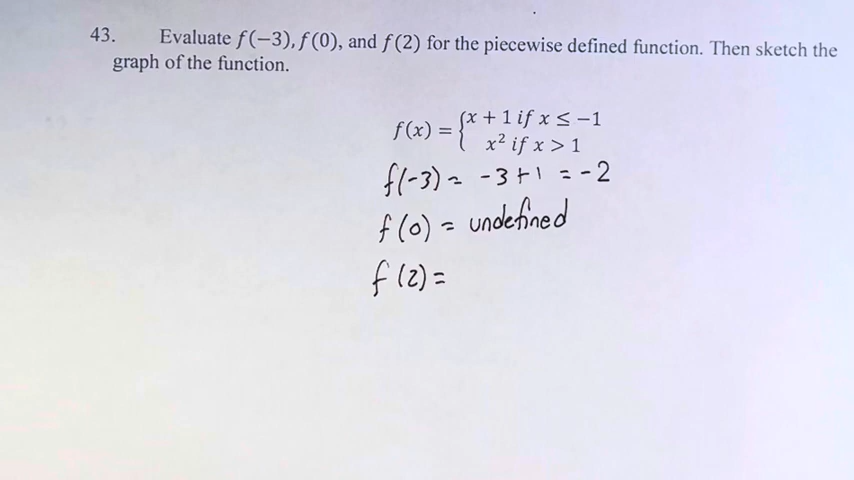 43. Evaluate f(−3), f(0), and f(2) for the piecewise defined function. Then sketch the
graph of the function.
f(x) = {x + 1 if x ≤ −1
x² if x > 1
f(-3) = -3+1 = -2
f(0) = undefined
f(2) =